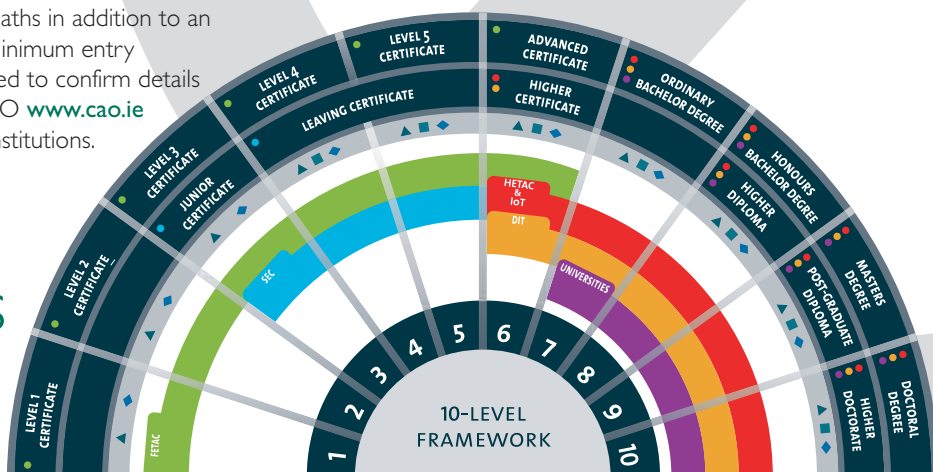 aths in addition to an
inimum entry
ed to confirm details
O www.cao.ie
nstitutions.
S
LEVEL 1
CERTIFICATE
LEVEL 2
CERTIFICATE
LEVEL 3
CERTIFICATE
LEVEL 4
CERTIFICATE
LEVEL 5
CERTIFICATE
ADVANCED
CERTIFICATE
ORDINARY
BACHELOR DEGREE
HONOURS
BACHELOR DEGREE
MASTERS
DEGREE
DOCTORAL
DEGREE
JUNIOR
CERTIFICATE
LEAVING CERTIFICATE
HIGHER
CERTIFICATE
HIGHER
DIPLOMA
POST-GRADUATE
DIPLOMA
HIGHER
DOCTORATE
FETAC
SEC
HETAC
&
IoT
DIT
UNIVERSITIES
1
2
3
4
5
6
7
8
9
10
10-LEVEL
FRAMEWORK